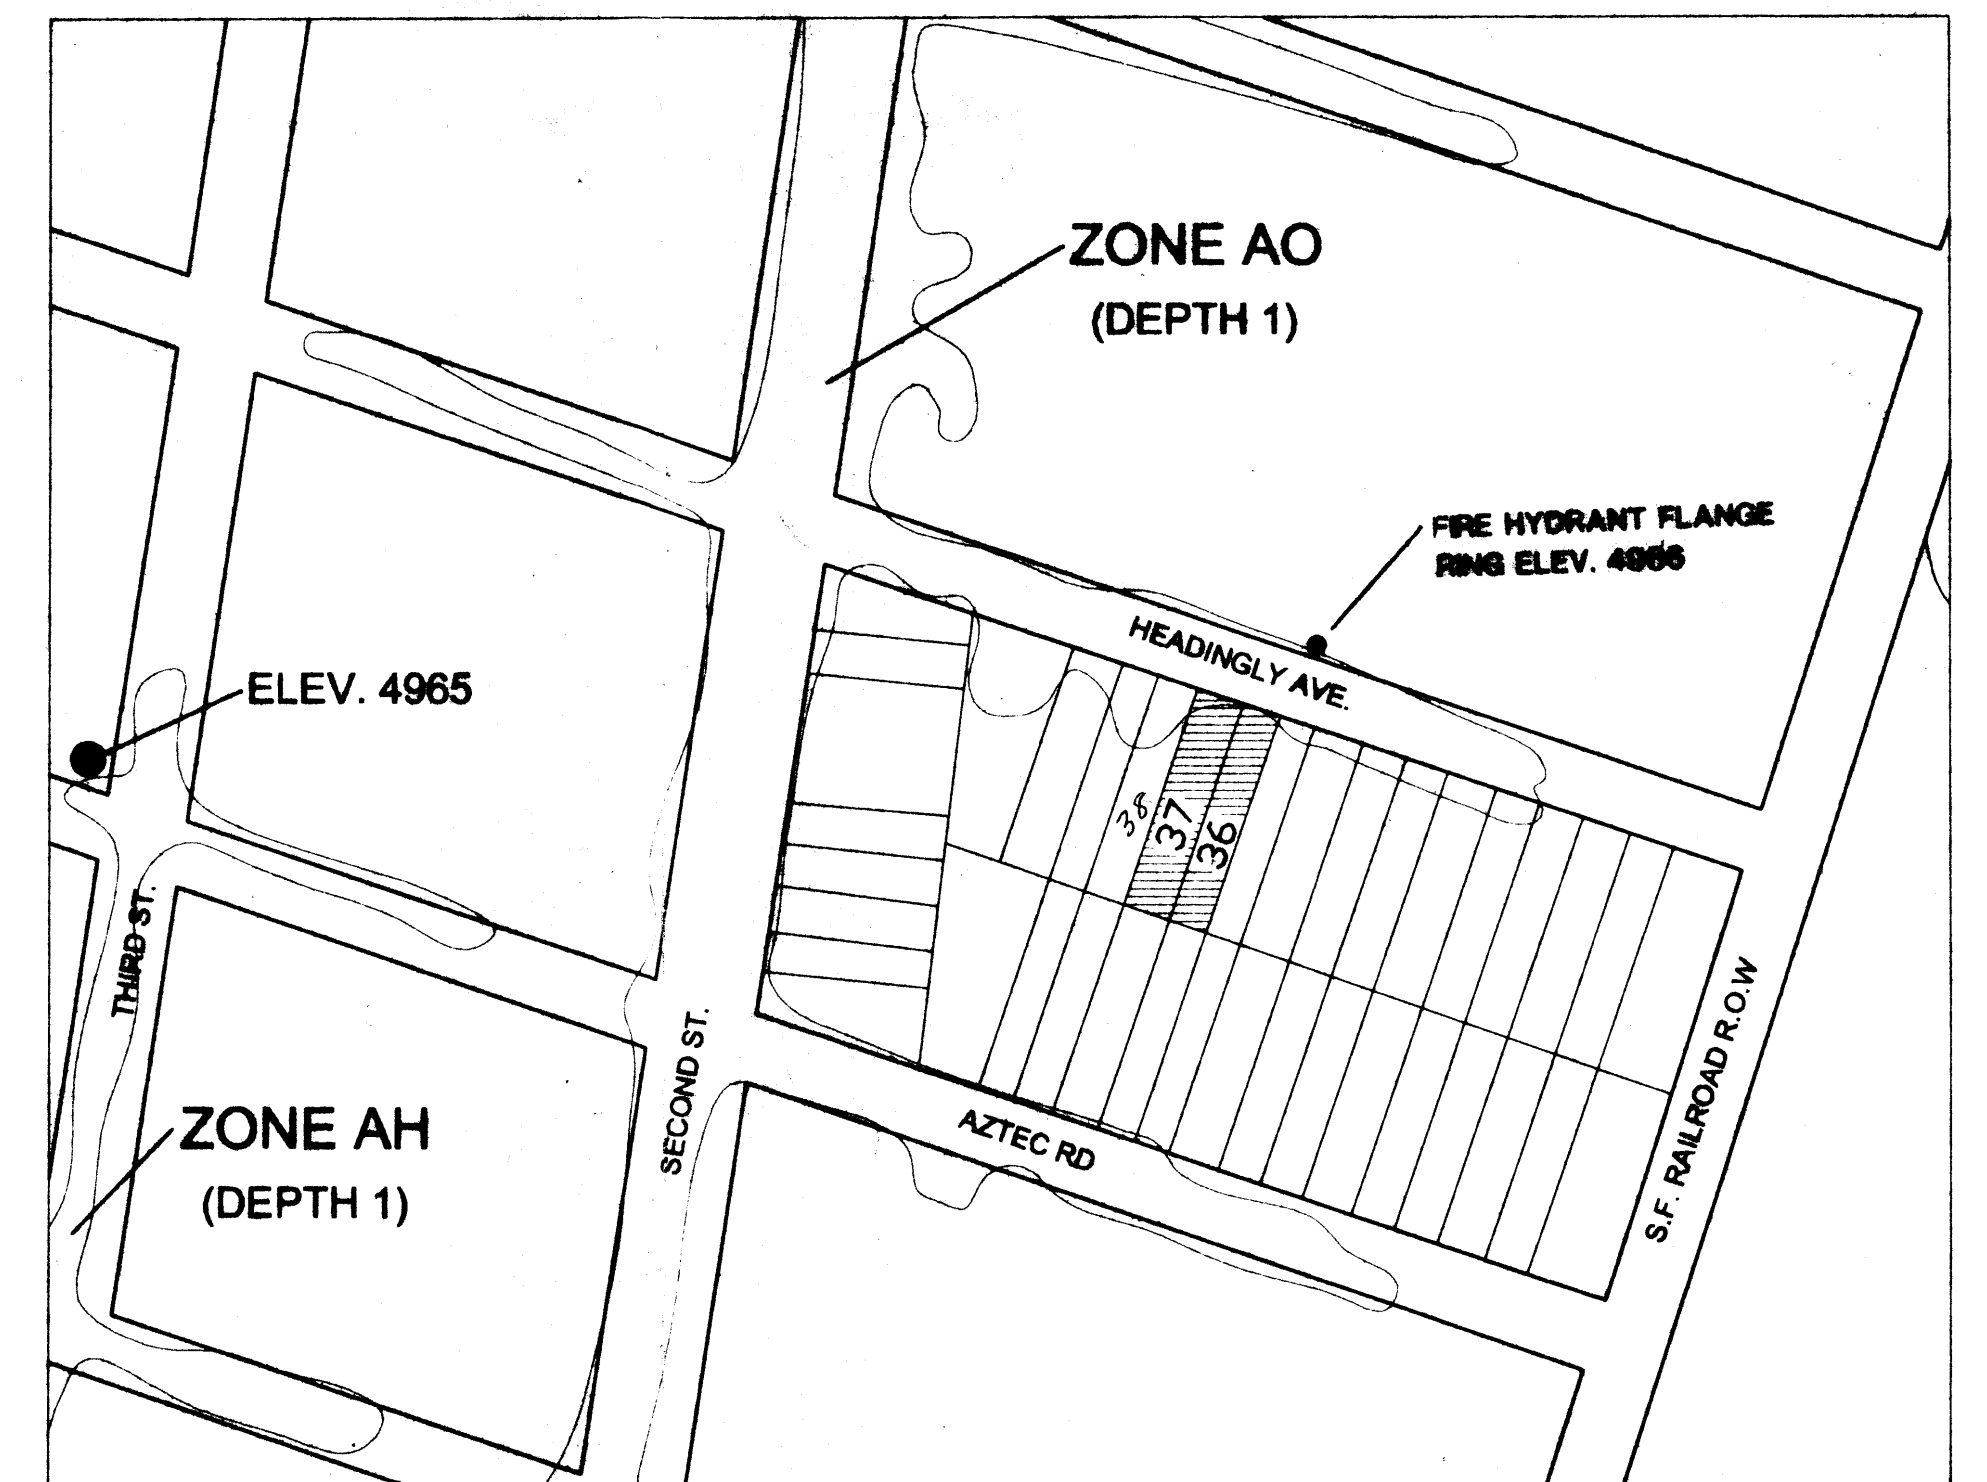 ZONE AO
(DEPTH 1)
FIRE HYDRANT FLANGE
RING ELEV.
HEADINGLY AVE.
ELEV. 4965
38
37
36
THIRD ST.
SECOND ST.
ZONE AH
(DEPTH 1)
AZTEC RD
S.F. RAILROAD R.O.W